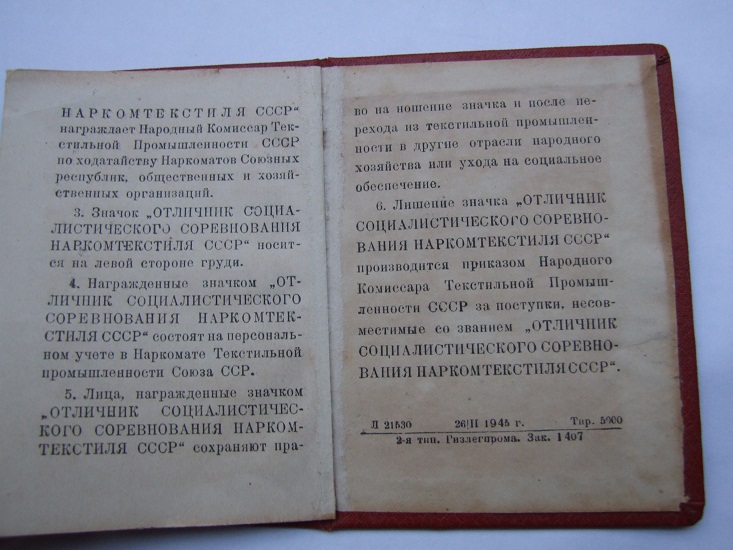 НАРКОМТЕКСТИЛЯ СССР"
награждает Народный Комиссар Тек-
стильной Промышленности СССР
по ходатайству Наркоматов Союзных
республик, общественных и хозяй-
ственных организаций.
3. Значок „ОТЛИЧНИК СОЦИА-
ЛИСТИЧЕСКОГО СОРЕВНОВАНИЯ
НАРКОМТЕКСТИЛЯ СССР" носит-
ся на левой стороне груди.
4. Награжденные значком „ОТ-
ЛИЧНИК СОЦИАЛИСТИЧЕСКОГО
СОРЕВНОВАНИЯ НАРКОМТЕК-
СТИЛЯ СССР" состоят на персональ-
ном учете в Наркомате Текстильной
промышленности Союза ССР.
5. Лица, награжденные значком
„ОТЛИЧНИК СОЦИАЛИСТИЧЕС-
КОГО СОРЕВНОВАНИЯ НАРКОМ-
ТЕКСТИЛЯ СССР" сохраняют пра-
во на ношение значка и после пе-
рехода из текстильной промышлен-
ности в другие отрасли народного
хозяйства или ухода на социальное
обеспечение.
6. Лишение значка „ОТЛИЧНИК
СОЦИАЛИСТИЧЕСКОГО СОРЕВНО-
ВАНИЯ НАРКОМТЕКСТИЛЯ СССР"
производится приказом Народного
Комиссара Текстильной Промыш-
ленности СССР за поступки, несов-
местимые со званием „ОТЛИЧНИК
СОЦИАЛИСТИЧЕСКОГО СОРЕВНО-
ВАНИЯ НАРКОМТЕКСТИЛЯ СССР".
Л 21530 26/II 1945 г. Тир. 5000
2-я тип. Гизлегпрома. Зак. 1407